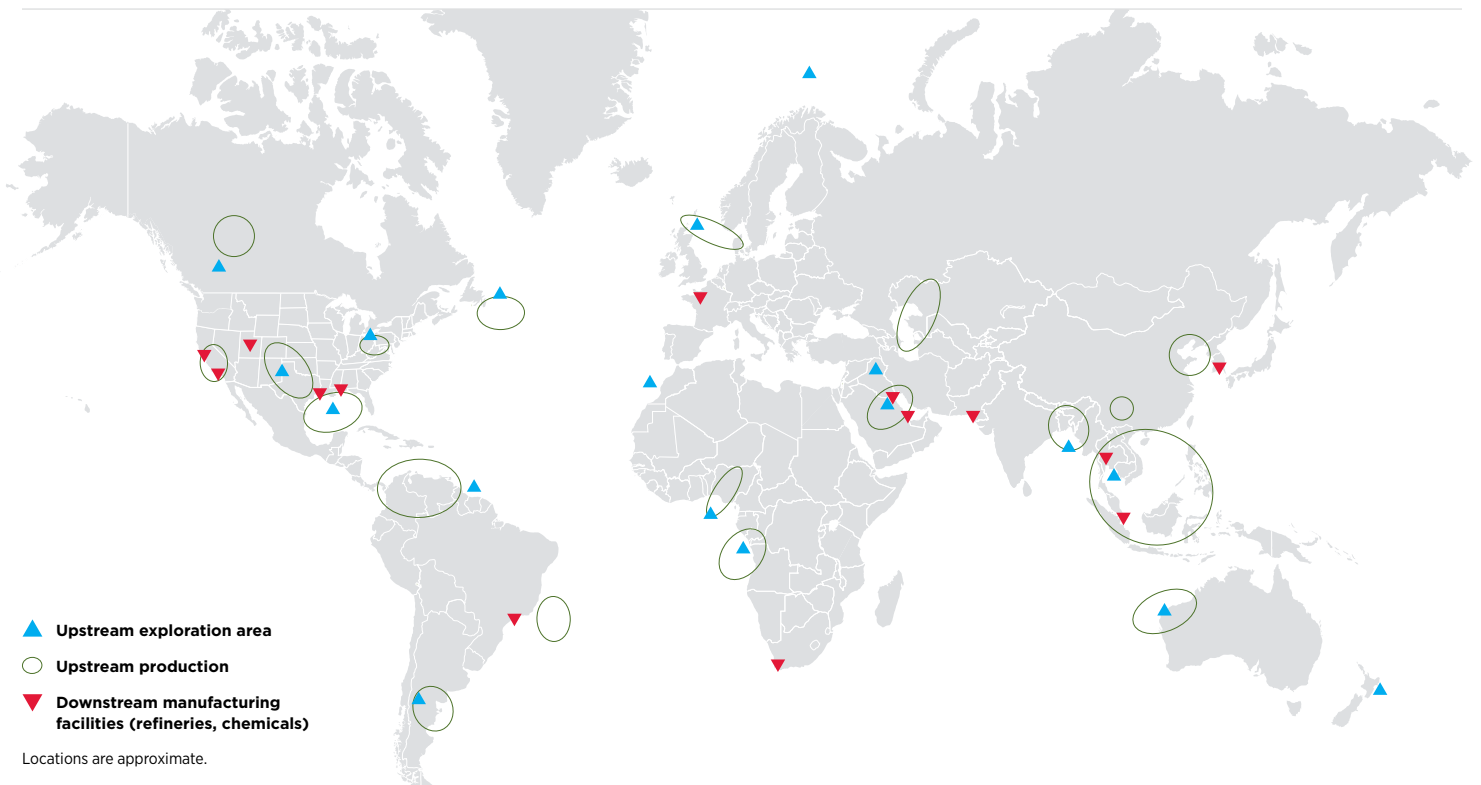 Upstream exploration area
Upstream production
Downstream manufacturing
facilities (refineries, chemicals)
Locations are approximate.